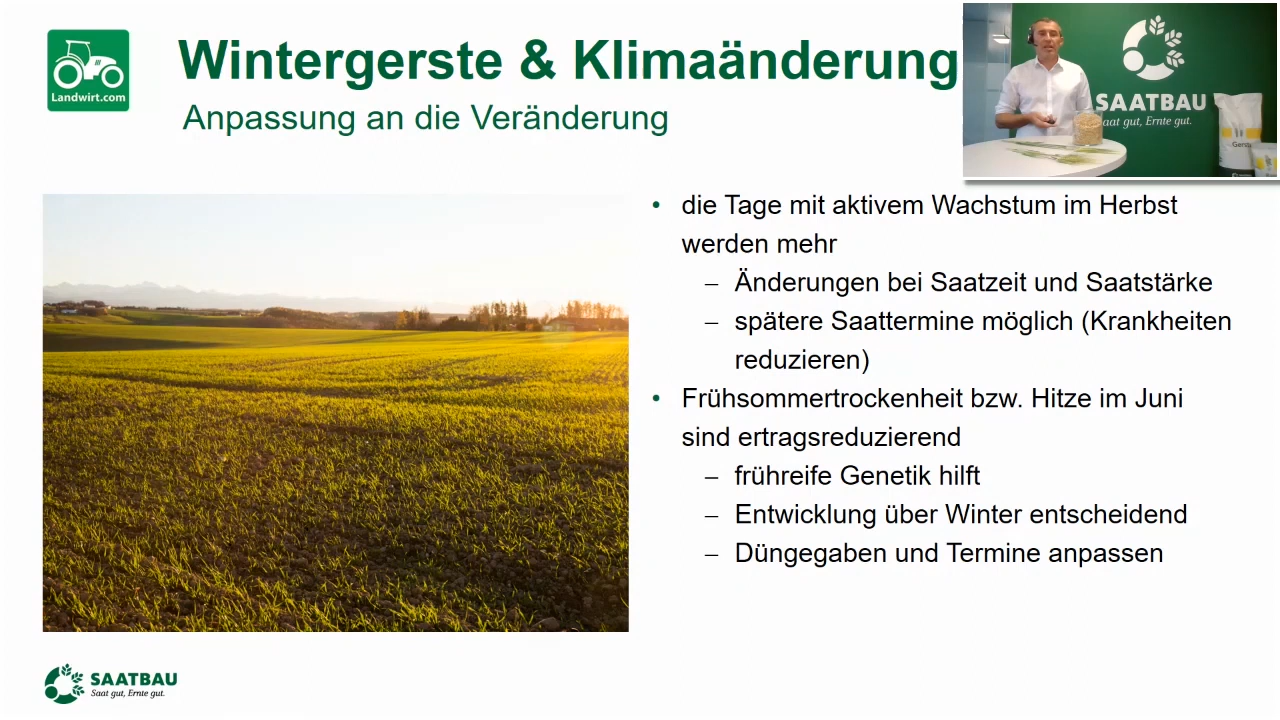 Landwirt.com
Wintergerste & Klimaänderung
Anpassung an die Veränderung
SAATBAU
Saat gut, Ernte gut.
Gerste
• die Tage mit aktivem Wachstum im Herbst
werden mehr
– Änderungen bei Saatzeit und Saatstärke
– spätere Saattermine möglich (Krankheiten
reduzieren)
• Frühsommertrockenheit bzw. Hitze im Juni
sind ertragsreduzierend
– frühreife Genetik hilft
– Entwicklung über Winter entscheidend
– Düngegaben und Termine anpassen
SAATBAU
Saat gut, Ernte gut.